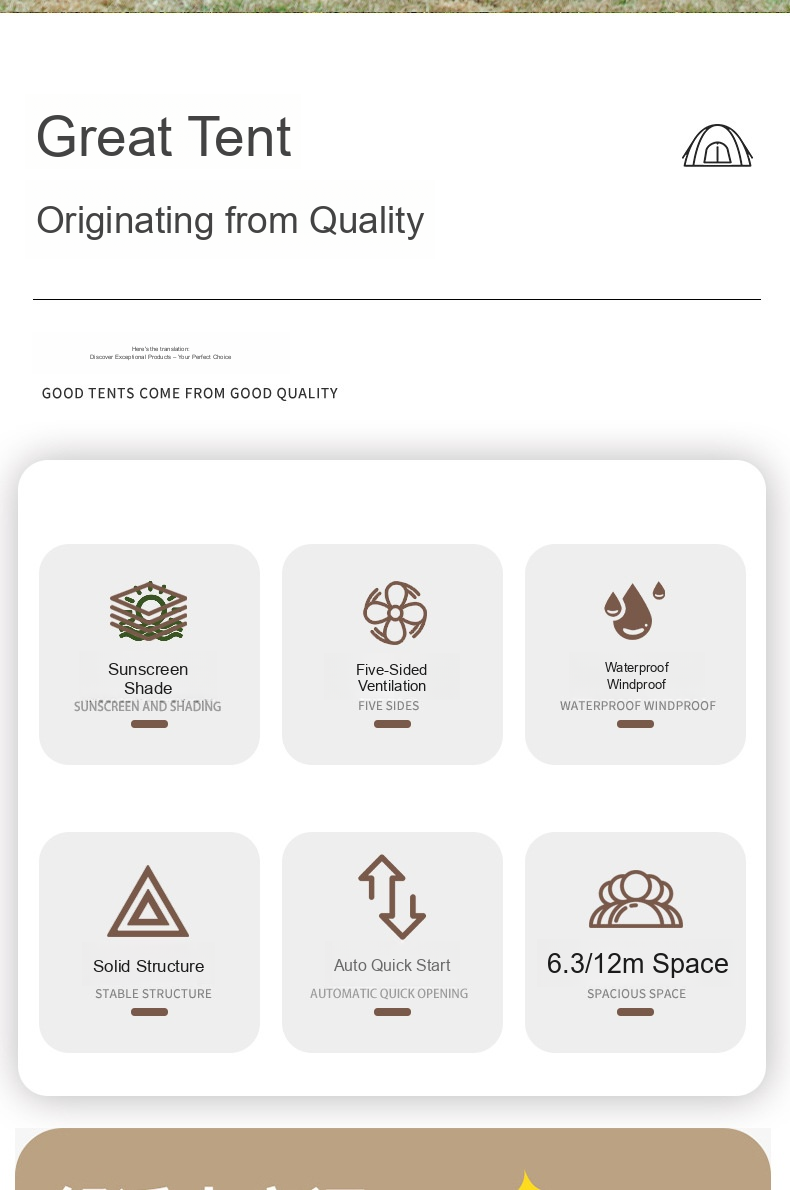 Great Tent
Originating from Quality
Here's the translation:
Discover Exceptional Products – Your Perfect Choice
GOOD TENTS COME FROM GOOD QUALITY
Sunscreen
Shade
SUNSCREEN AND SHADING
Five-Sided
Ventilation
FIVE SIDES
Waterproof
Windproof
WATERPROOF WINDPROOF
Solid Structure
STABLE STRUCTURE
Auto Quick Start
AUTOMATIC QUICK OPENING
6.3/12m Space
SPACIOUS SPACE